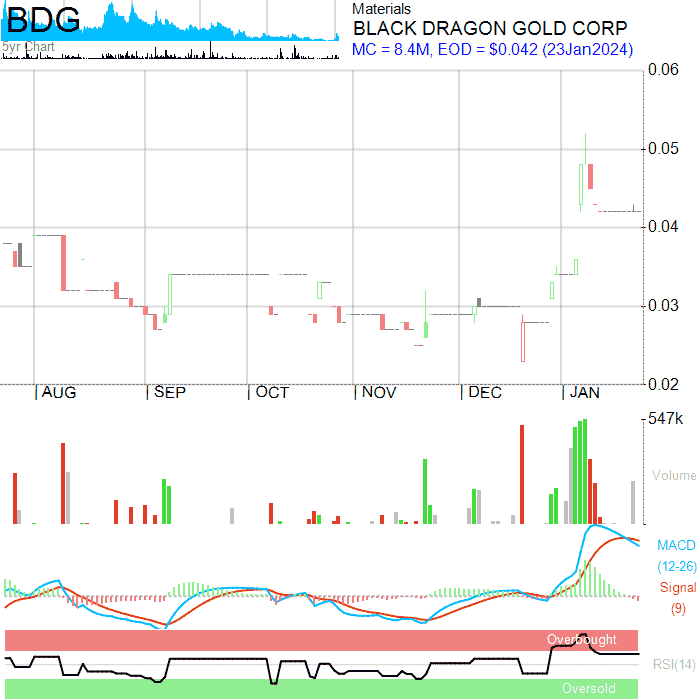 BDG
5yr Chart
Materials
BLACK DRAGON GOLD CORP
MC = 8.4M, EOD = $0.042 (23Jan2024)
0.06
0.05
0.04
0.03
0.02
AUG SEP OCT NOV DEC JAN
547k
Volume
MACD
(12-26)
Signal
(9)
Overbought
RSI(14)
Oversold